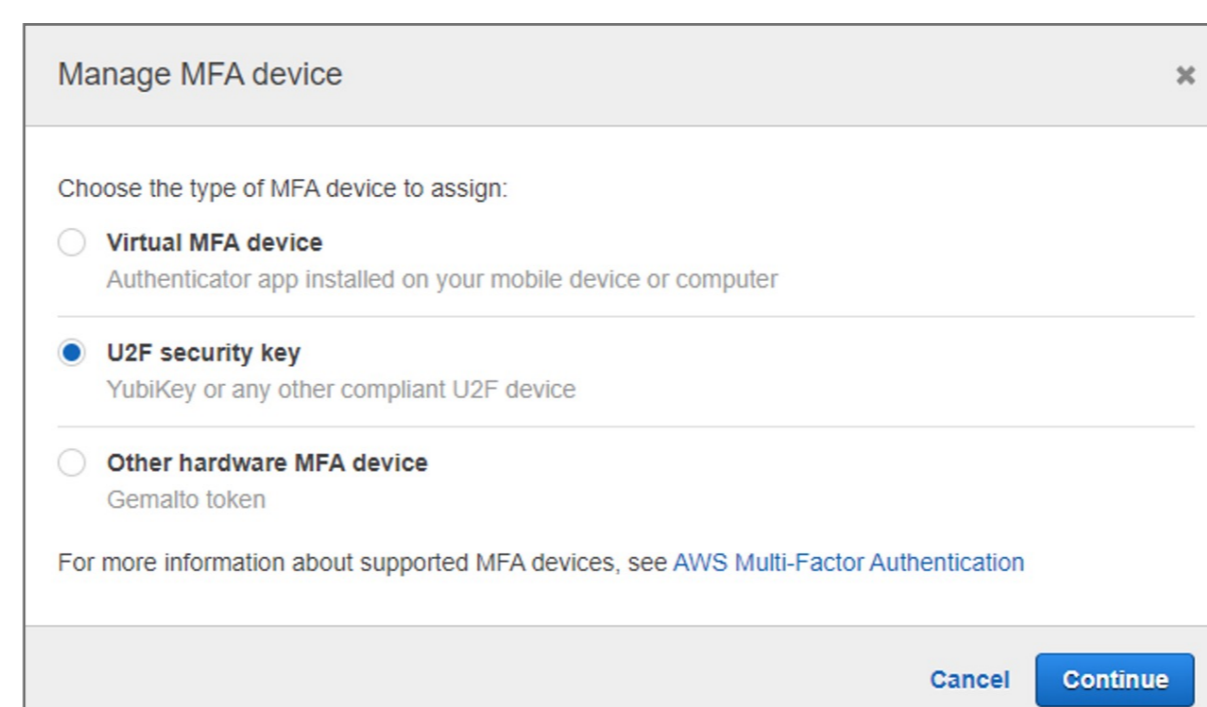 Manage MFA device
Choose the type of MFA device to assign:
Virtual MFA device
Authenticator app installed on your mobile device or computer
U2F security key
YubiKey or any other compliant U2F device
Other hardware MFA device
Gemalto token
For more information about supported MFA devices, see AWS Multi-Factor Authentication
Cancel Continue